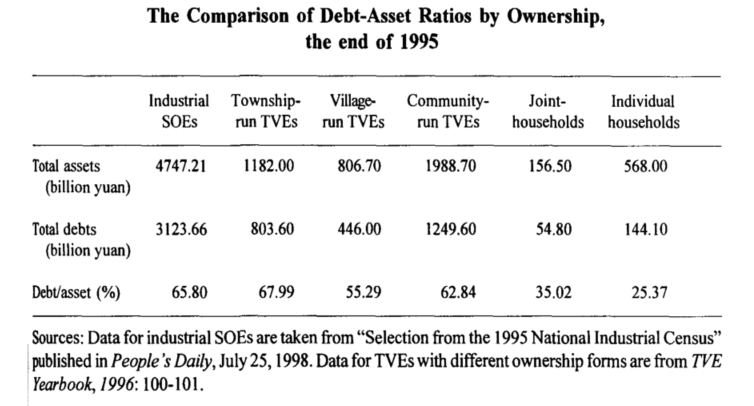 The Comparison of Debt-Asset Ratios by Ownership,
the end of 1995
Industrial Township- Village- Community- Joint- Individual
SOEs run TVEs run TVEs run TVEs households households
Total assets 4747.21 1182.00 806.70 1988.70 156.50 568.00
(billion yuan)
Total debts 3123.66 803.60 446.00 1249.60 54.80 144.10
(billion yuan)
Debt/asset (%) 65.80 67.99 55.29 62.84 35.02 25.37
Sources: Data for industrial SOEs are taken from “Selection from the 1995 National Industrial Census”
published in People's Daily, July 25, 1998. Data for TVEs with different ownership forms are from TVE
Yearbook, 1996: 100-101.